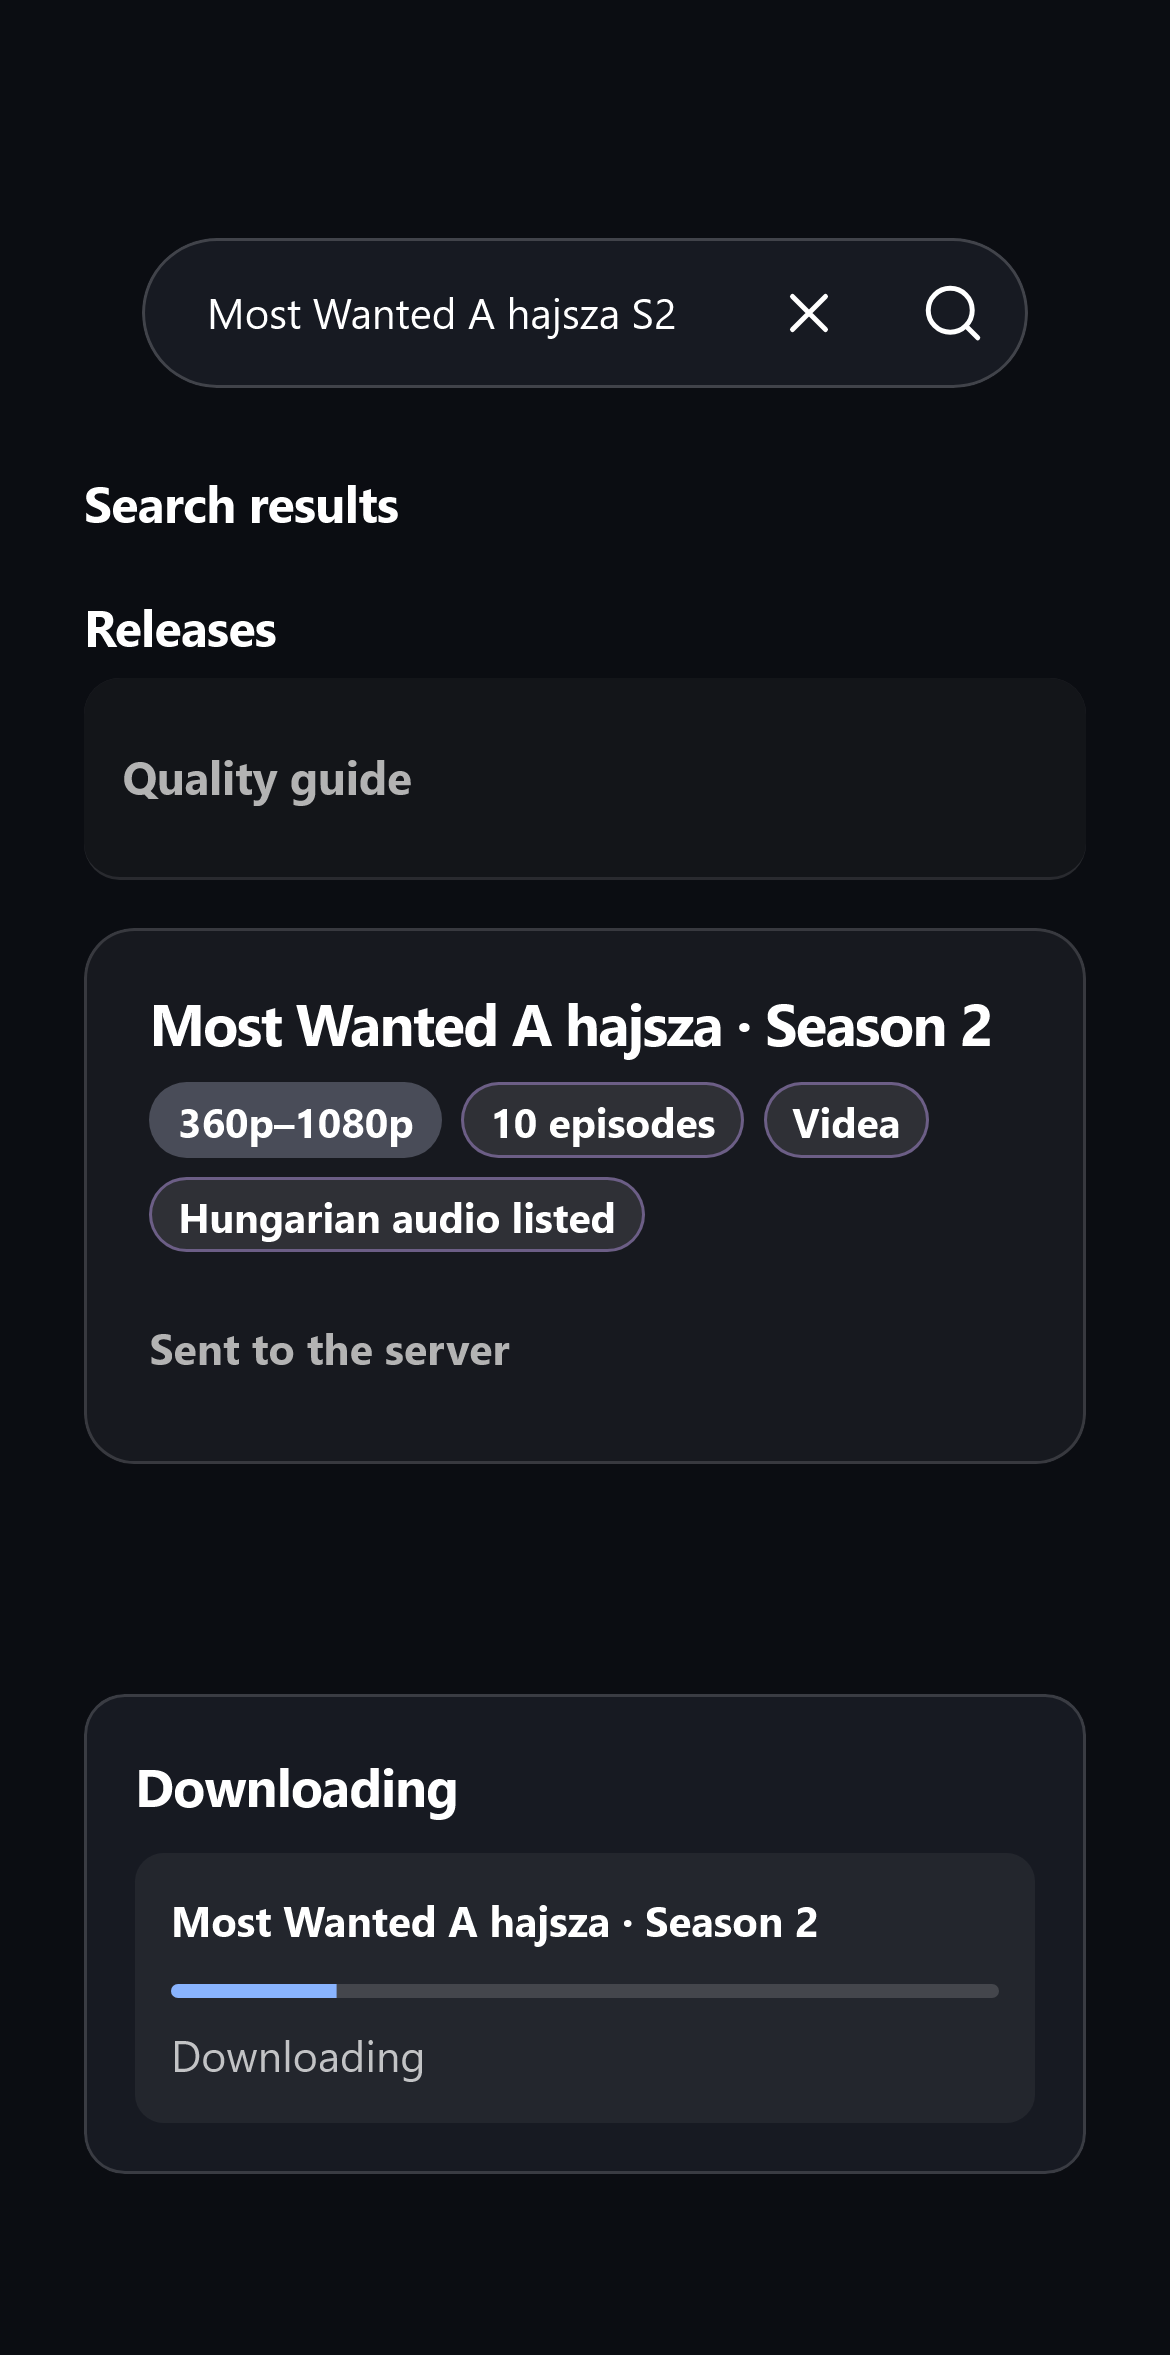 Most Wanted A hajsza S2
Search results
Releases
Quality guide
Most Wanted A hajsza · Season 2
360p–1080p 10 episodes Videa
Hungarian audio listed
Sent to the server
Downloading
Most Wanted A hajsza · Season 2
Downloading